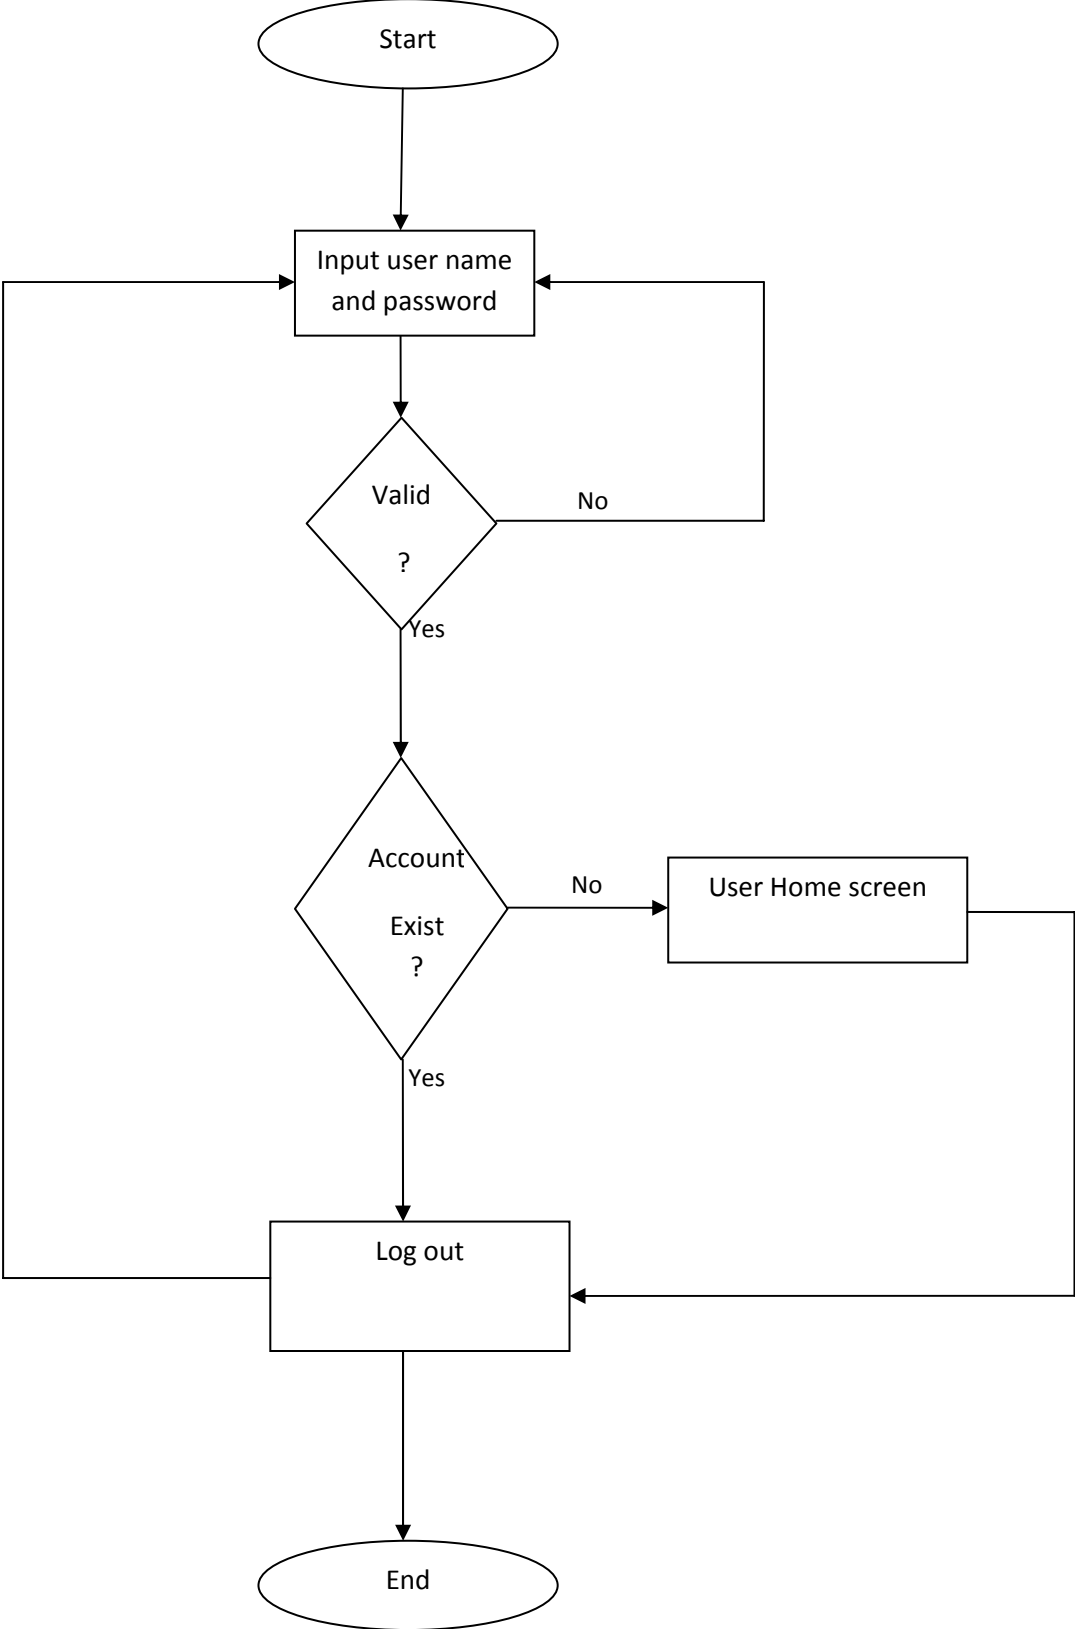 Start
Input user name
and password
Valid
?
No
Yes
Account
Exist
?
No
User Home screen
Yes
Log out
End